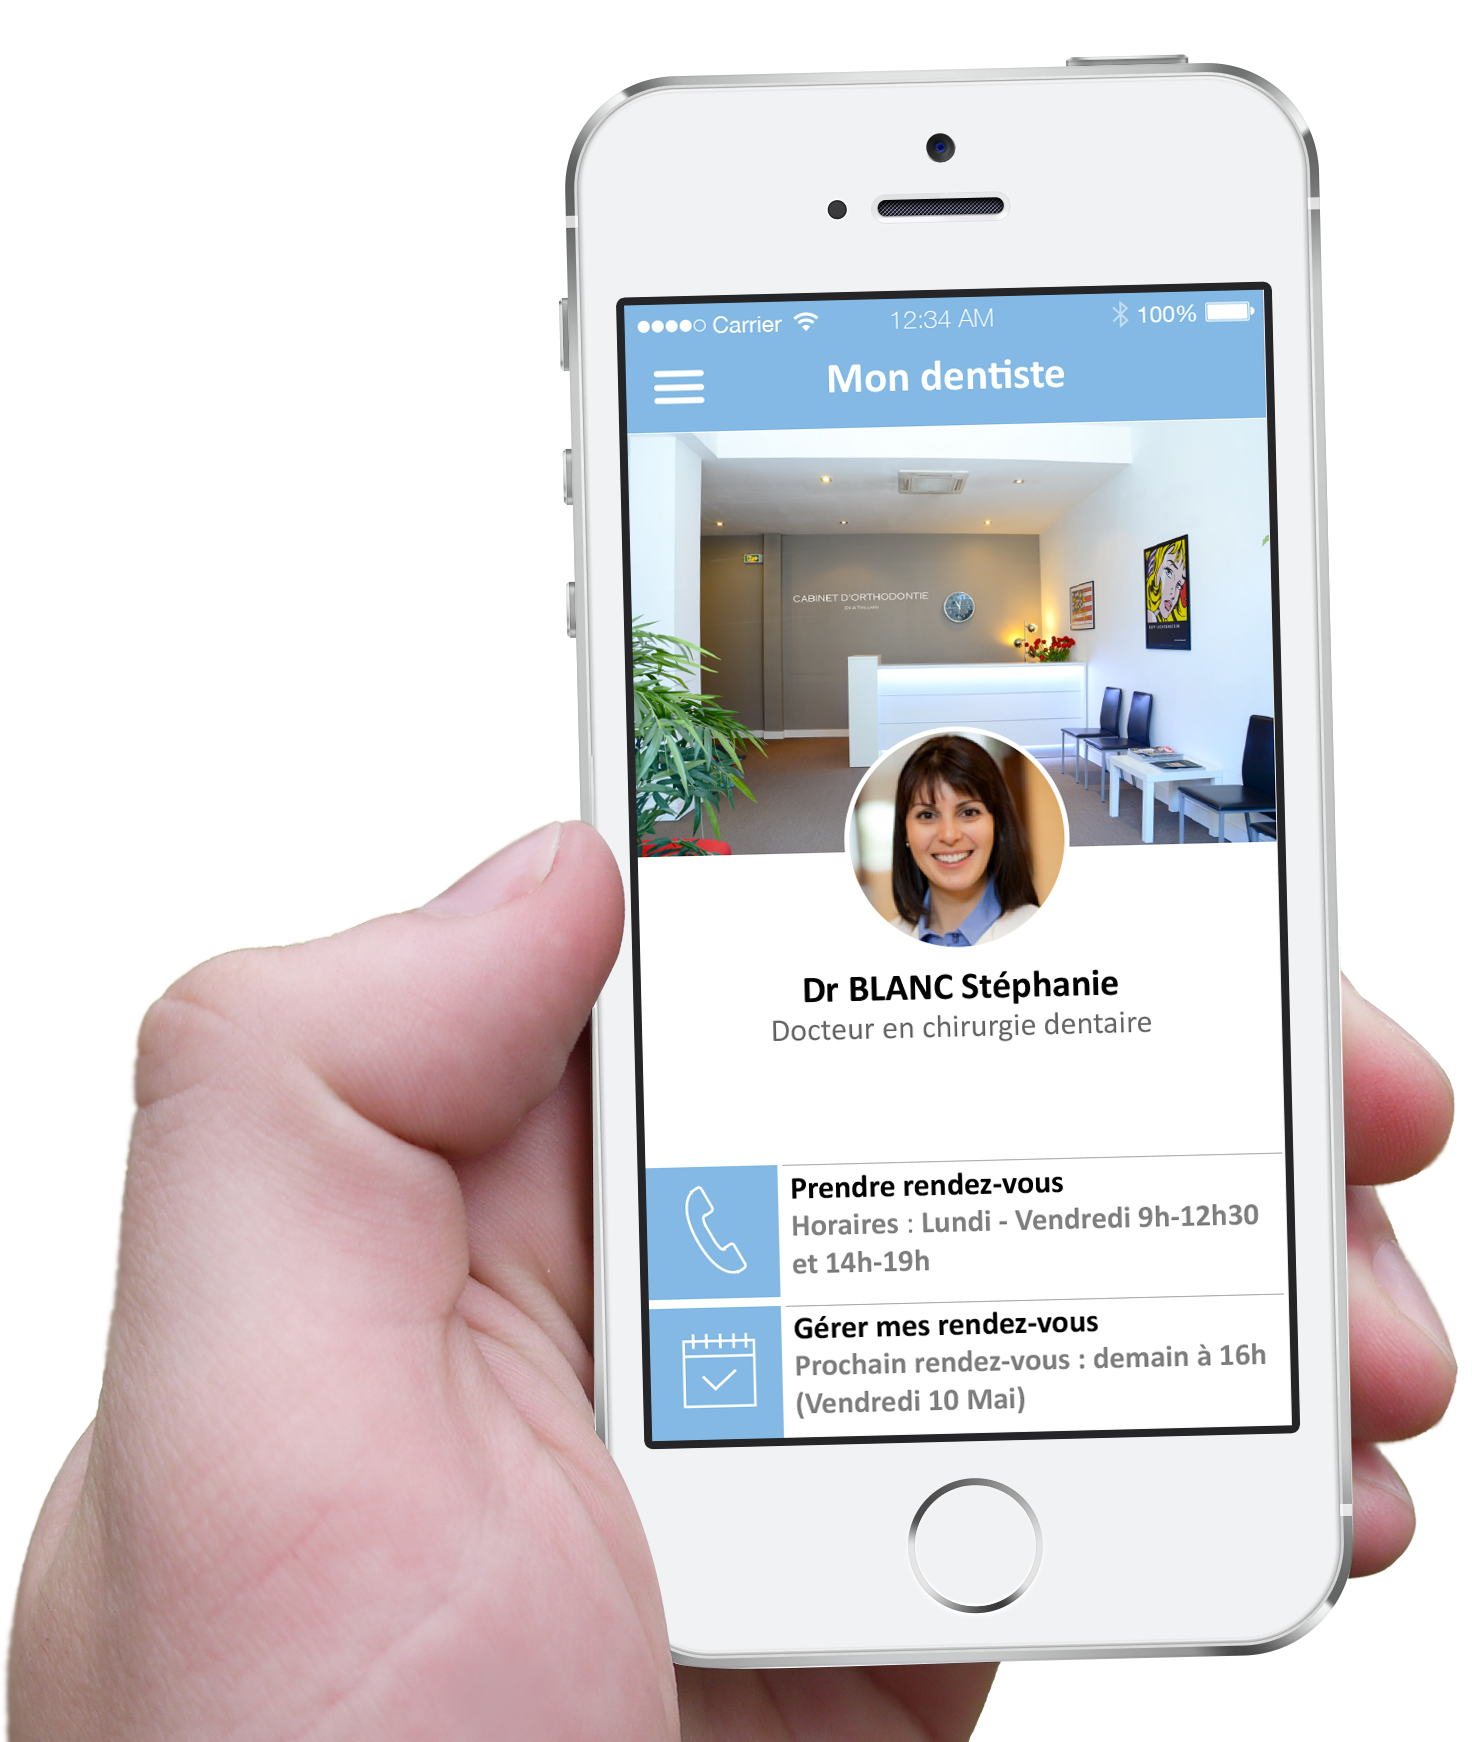 Carrier 12:34 AM 100%
Mon dentiste
CABINET D'ORTHODONTIE
Dr BLANC Stéphanie
Docteur en chirurgie dentaire
Prendre rendez-vous
Horaires : Lundi - Vendredi 9h-12h30
et 14h-19h
Gérer mes rendez-vous
Prochain rendez-vous : demain à 16h
(Vendredi 10 Mai)